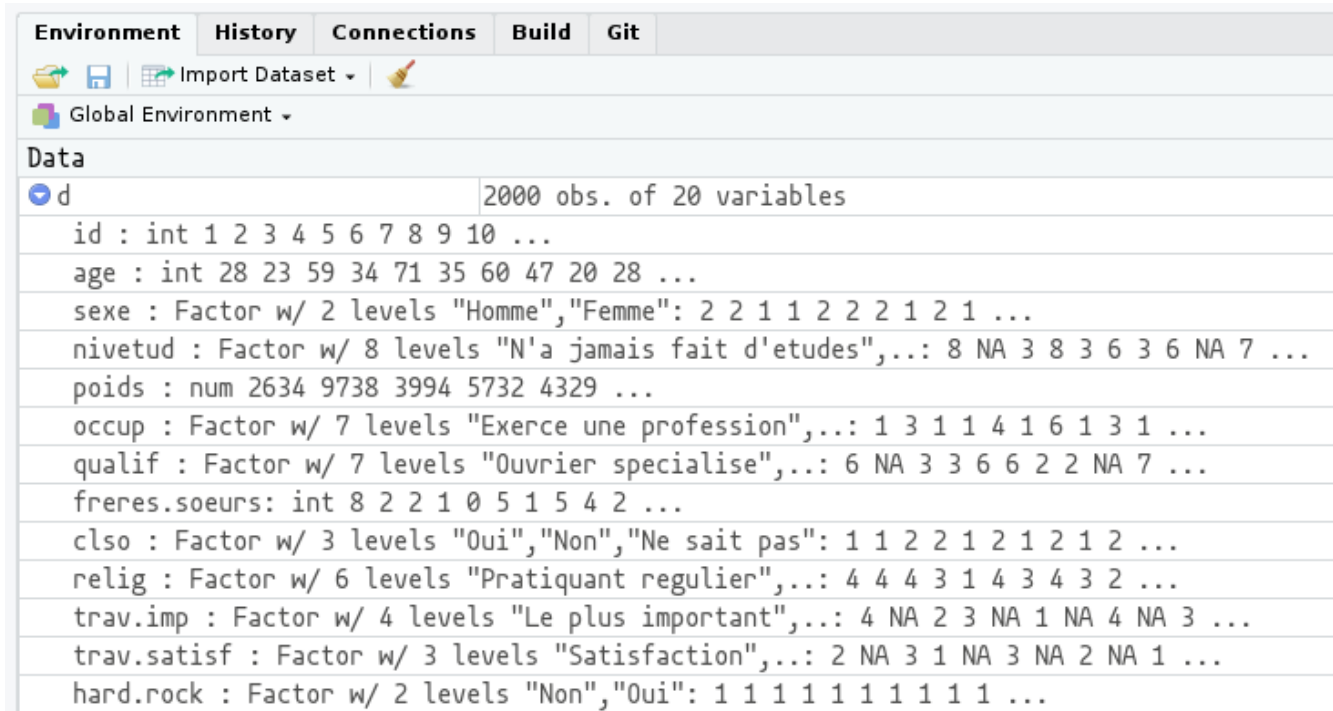 Environment History Connections Build Git
Import Dataset
Global Environment
Data
d 2000 obs. of 20 variables
id : int 1 2 3 4 5 6 7 8 9 10 ...
age : int 28 23 59 34 71 35 60 47 20 28 ...
sexe : Factor w/ 2 levels "Homme","Femme": 2 2 1 1 2 2 2 1 2 1 ...
nivetud : Factor w/ 8 levels "N'a jamais fait d'etudes",..: 8 NA 3 8 3 6 3 6 NA 7 ...
poids : num 2634 9738 3994 5732 4329 ...
occup : Factor w/ 7 levels "Exerce une profession",..: 1 3 1 1 4 1 6 1 3 1 ...
qualif : Factor w/ 7 levels "Ouvrier specialise",..: 6 NA 3 3 6 6 2 2 NA 7 ...
freres.soeurs: int 8 2 2 1 0 5 1 5 4 2 ...
clso : Factor w/ 3 levels "Oui","Non","Ne sait pas": 1 1 2 2 1 2 1 2 1 2 ...
relig : Factor w/ 6 levels "Pratiquant regulier",..: 4 4 4 3 1 4 3 4 3 2 ...
trav.imp : Factor w/ 4 levels "Le plus important",..: 4 NA 2 3 NA 1 NA 4 NA 3 ...
trav.satisf : Factor w/ 3 levels "Satisfaction",..: 2 NA 3 1 NA 3 NA 2 NA 1 ...
hard.rock : Factor w/ 2 levels "Non","Oui": 1 1 1 1 1 1 1 1 1 1 ...